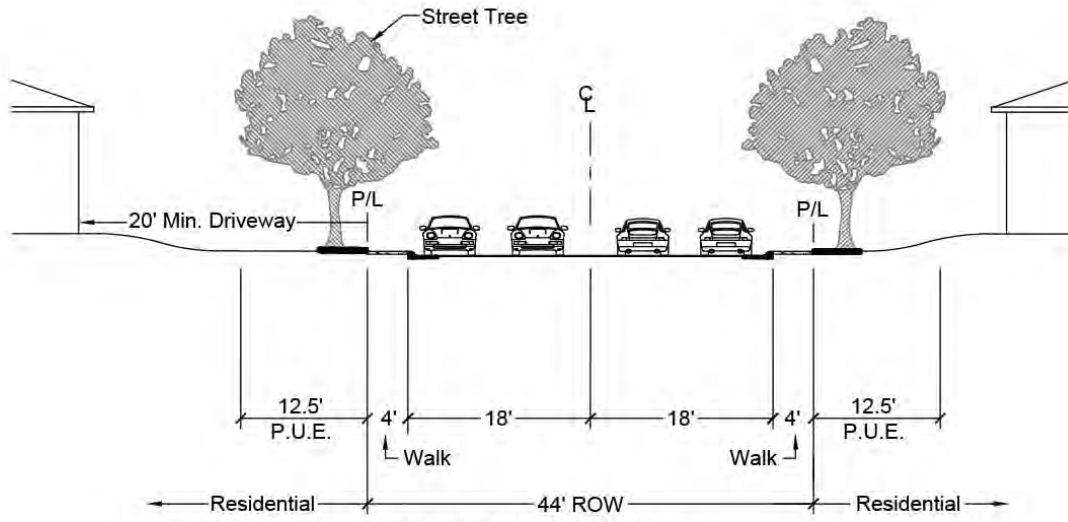 Street Tree
℄
P/L
P/L
20' Min. Driveway
12.5'
P.U.E.
4'
18'
18'
4'
12.5'
P.U.E.
Walk
Walk
Residential
44' ROW
Residential